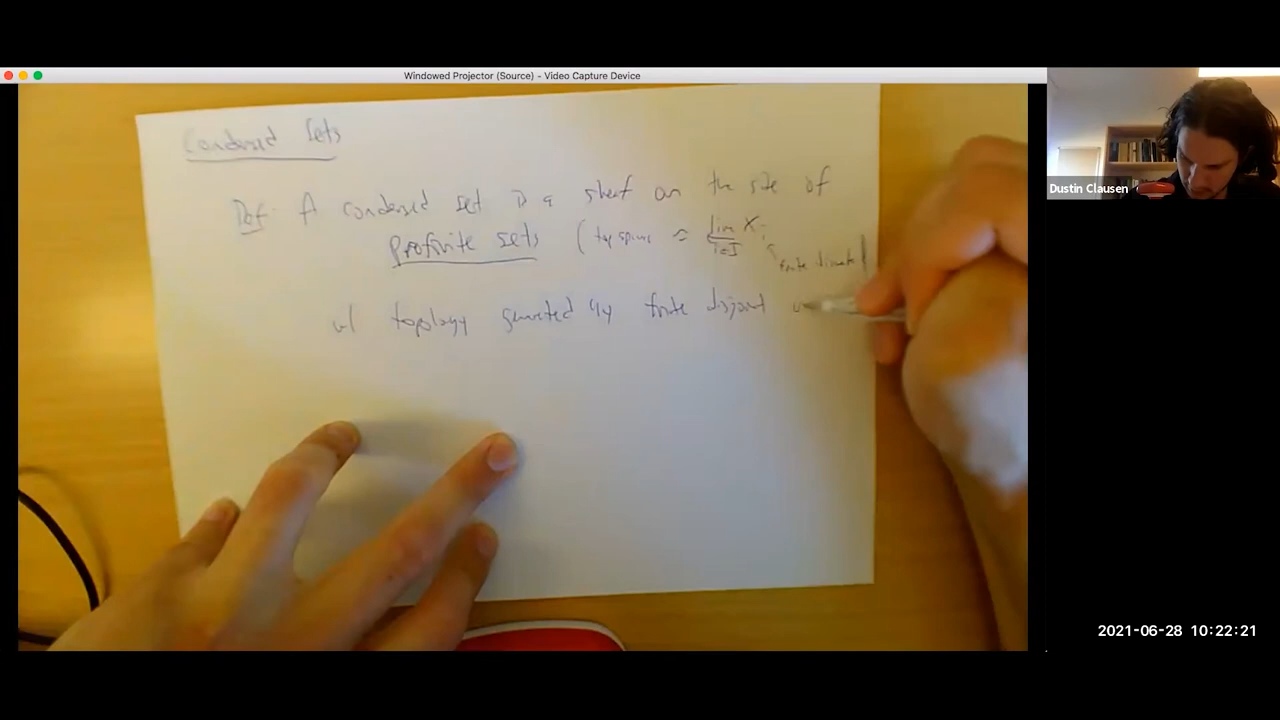 Windowed Projector (Source) - Video Capture Device
Condensed Sets
Def: A condensed set is a sheaf on the site of
Profinite sets (top spaces ≅ lim X_i
i∈I
finite discrete)
w/ topology generated by finite disjoint
Dustin Clausen
2021-06-28 10:22:21